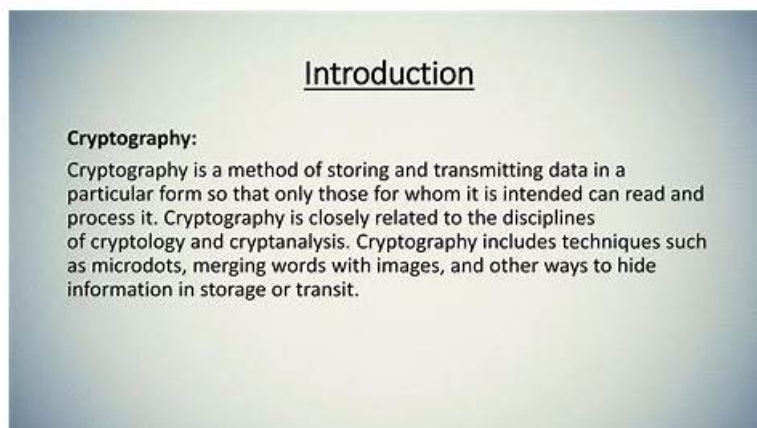 Introduction
Cryptography:
Cryptography is a method of storing and transmitting data in a
particular form so that only those for whom it is intended can read and
process it. Cryptography is closely related to the disciplines
of cryptology and cryptanalysis. Cryptography includes techniques such
as microdots, merging words with images, and other ways to hide
information in storage or transit.